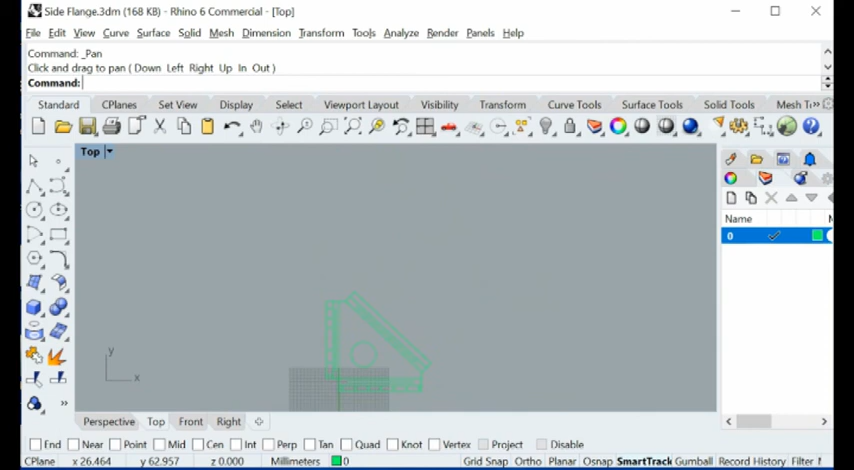 Side Flange.3dm (168 KB) - Rhino 6 Commercial - [Top]
File Edit View Curve Surface Solid Mesh Dimension Transform Tools Analyze Render Panels Help
Command: _Pan
Click and drag to pan ( Down Left Right Up In Out )
Command:
Standard CPlanes Set View Display Select Viewport Layout Visibility Transform Curve Tools Surface Tools Solid Tools Mesh T
Top
Name
0
y
x
Perspective Top Front Right
End Near Point Mid Cen Int Perp Tan Quad Knot Vertex Project Disable
CPlane x 26.464 y 62.957 z 0.000 Millimeters 0 Grid Snap Ortho Planar Osnap SmartTrack Gumball Record History Filter